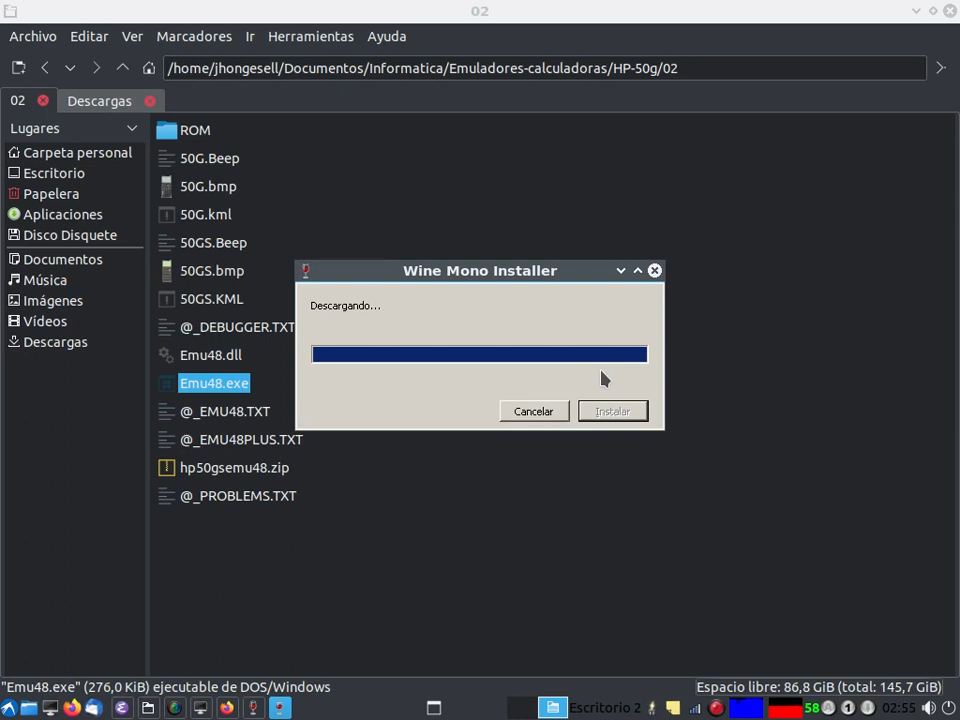 02
Archivo Editar Ver Marcadores Ir Herramientas Ayuda
/home/jhongesell/Documentos/Informatica/Emuladores-calculadoras/HP-50g/02
02 Descargas
Lugares
Carpeta personal
Escritorio
Papelera
Aplicaciones
Disco Disquete
Documentos
Música
Imágenes
Vídeos
Descargas
ROM
50G.Beep
50G.bmp
50G.kml
50GS.Beep
50GS.bmp
50GS.KML
@_DEBUGGER.TXT
Emu48.dll
Emu48.exe
@_EMU48.TXT
@_EMU48PLUS.TXT
hp50gsemu48.zip
@_PROBLEMS.TXT
Wine Mono Installer
Descargando...
Cancelar Instalar
"Emu48.exe" (276,0 KiB) ejecutable de DOS/Windows
Espacio libre: 86,8 GiB (total: 145,7 GiB)
Escritorio 2
58 A 1 02:55